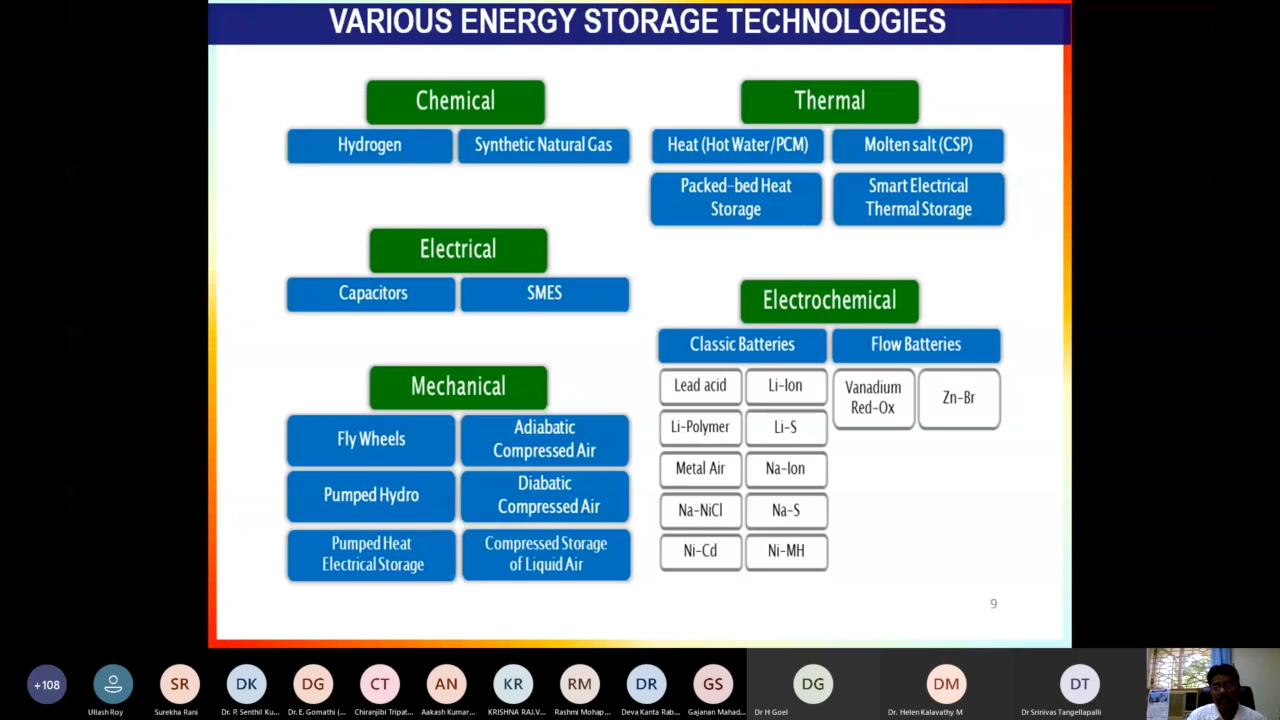 VARIOUS ENERGY STORAGE TECHNOLOGIES
Chemical
Hydrogen
Synthetic Natural Gas
Electrical
Capacitors
SMES
Mechanical
Fly Wheels
Adiabatic
Compressed Air
Pumped Hydro
Diabatic
Compressed Air
Pumped Heat
Electrical Storage
Compressed Storage
of Liquid Air
Thermal
Heat (Hot Water/PCM)
Molten salt (CSP)
Packed-bed Heat
Storage
Smart Electrical
Thermal Storage
Electrochemical
Classic Batteries
Flow Batteries
Lead acid
Li-Ion
Vanadium
Red-Ox
Zn-Br
Li-Polymer
Li-S
Metal Air
Na-Ion
Na-NiCl
Na-S
Ni-Cd
Ni-MH
9
+108
SR
DK
DG
CT
AN
KR
RM
DR
GS
DG
DM
DT
Ullash Roy
Surekha Rani
Dr. P. Senthil Ku...
Dr. E. Gomathi (...
Chiranjibi Tripat...
Aakash Kumar...
KRISHNA RAJ.V...
Rashmi Mohap...
Deva Kanta Rab...
Gajanan Mahad...
Dr H Goel
Dr. Helen Kalavathy M
Dr Srinivas Tangellapalli